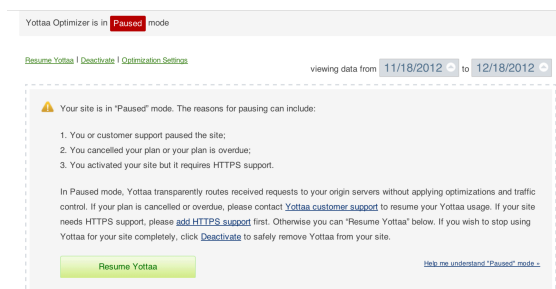 Yottaa Optimizer is in Paused mode
Resume Yottaa | Deactivate | Optimization Settings
viewing data from 11/18/2012 to 12/18/2012
Your site is in “Paused” mode. The reasons for pausing can include:
1. You or customer support paused the site;
2. You cancelled your plan or your plan is overdue;
3. You activated your site but it requires HTTPS support.
In Paused mode, Yottaa transparently routes received requests to your origin servers without applying optimizations and traffic
control. If your plan is cancelled or overdue, please contact Yottaa customer support to resume your Yottaa usage. If your site
needs HTTPS support, please add HTTPS support first. Otherwise you can “Resume Yottaa” below. If you wish to stop using
Yottaa for your site completely, click Deactivate to safely remove Yottaa from your site.
Resume Yottaa
Help me understand "Paused" mode »